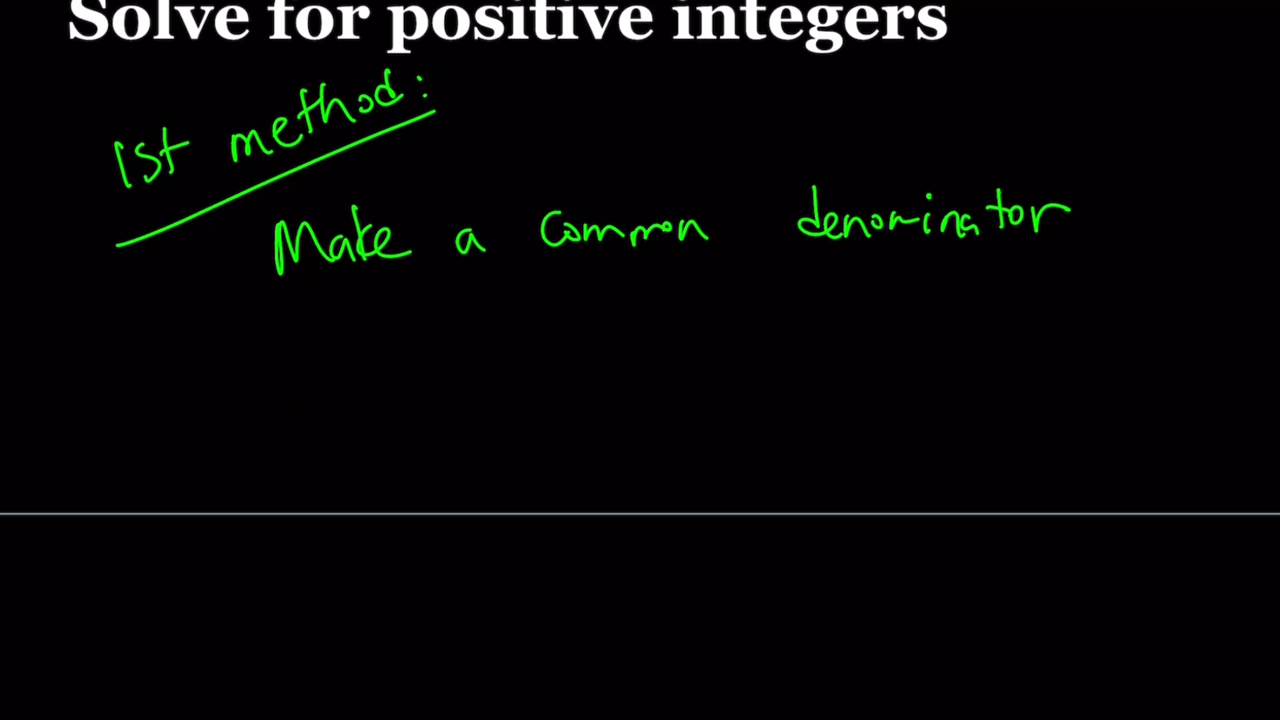 Solve for positive integers
1st method:
Make a common denominator